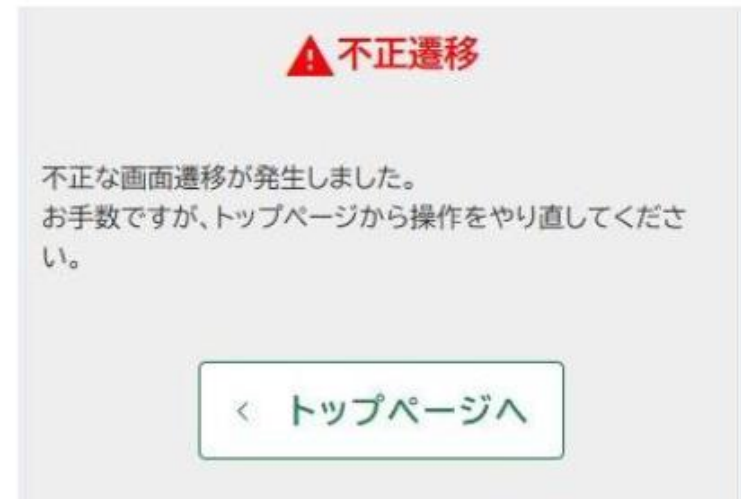 不正遷移
不正な画面遷移が発生しました。
お手数ですが、トップページから操作をやり直してくださ
い。
< トップページへ